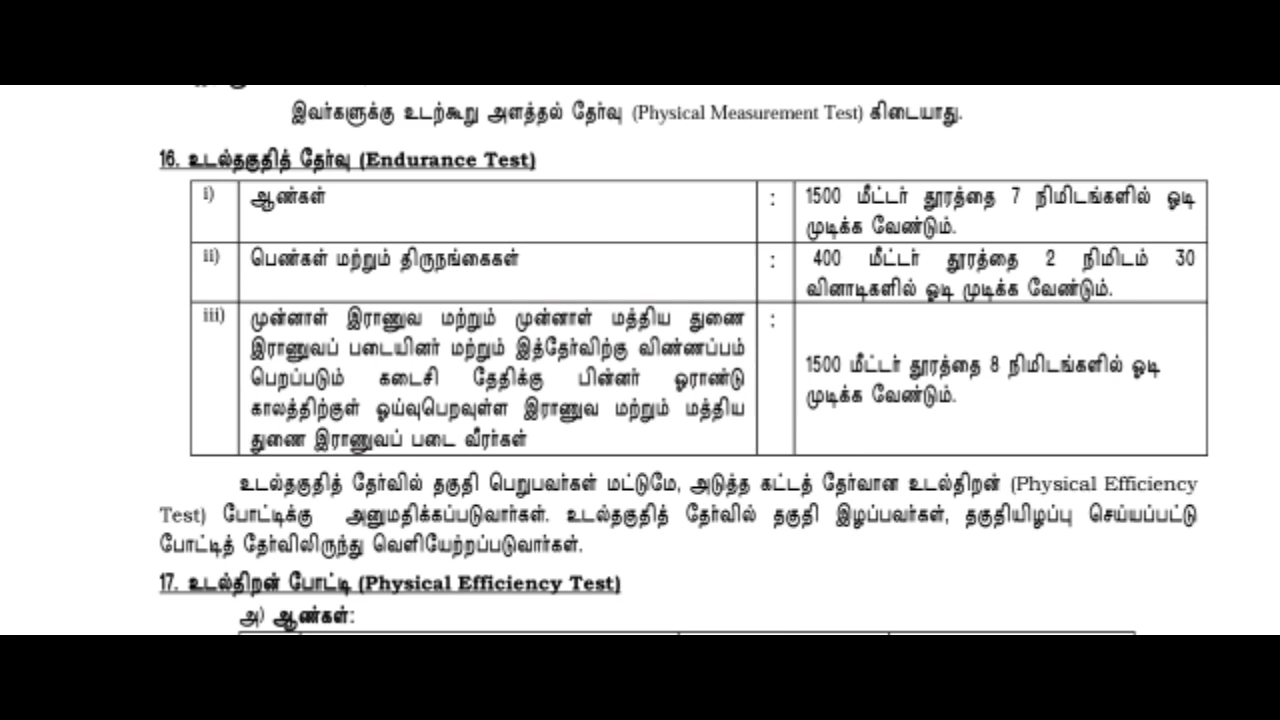 இவர்களுக்கு உடற்கூறு அளத்தல் தேர்வு (Physical Measurement Test) கிடையாது.
16. உடல்தகுதித் தேர்வு (Endurance Test)
i) ஆண்கள் : 1500 மீட்டர் தூரத்தை 7 நிமிடங்களில் ஓடி
முடிக்க வேண்டும்.
ii) பெண்கள் மற்றும் திருநங்கைகள் : 400 மீட்டர் தூரத்தை 2 நிமிடம் 30
வினாடிகளில் ஓடி முடிக்க வேண்டும்.
iii) முன்னாள் இராணுவ மற்றும் முன்னாள் மத்திய துணை :
இராணுவப் படையினர் மற்றும் இத்தேர்விற்கு விண்ணப்பம்
பெறப்படும் கடைசி தேதிக்கு பின்னர் ஓராண்டு
காலத்திற்குள் ஓய்வுபெறவுள்ள இராணுவ மற்றும் மத்திய
துணை இராணுவப் படை வீரர்கள்
1500 மீட்டர் தூரத்தை 8 நிமிடங்களில் ஓடி
முடிக்க வேண்டும்.
உடல்தகுதித் தேர்வில் தகுதி பெறுபவர்கள் மட்டுமே, அடுத்த கட்டத் தேர்வான உடல்திறன் (Physical Efficiency
Test) போட்டிக்கு அனுமதிக்கப்படுவார்கள். உடல்தகுதித் தேர்வில் தகுதி இழப்பவர்கள், தகுதியிழப்பு செய்யப்பட்டு
போட்டித் தேர்விலிருந்து வெளியேற்றப்படுவார்கள்.
17. உடல்திறன் போட்டி (Physical Efficiency Test)
அ) ஆண்கள்: